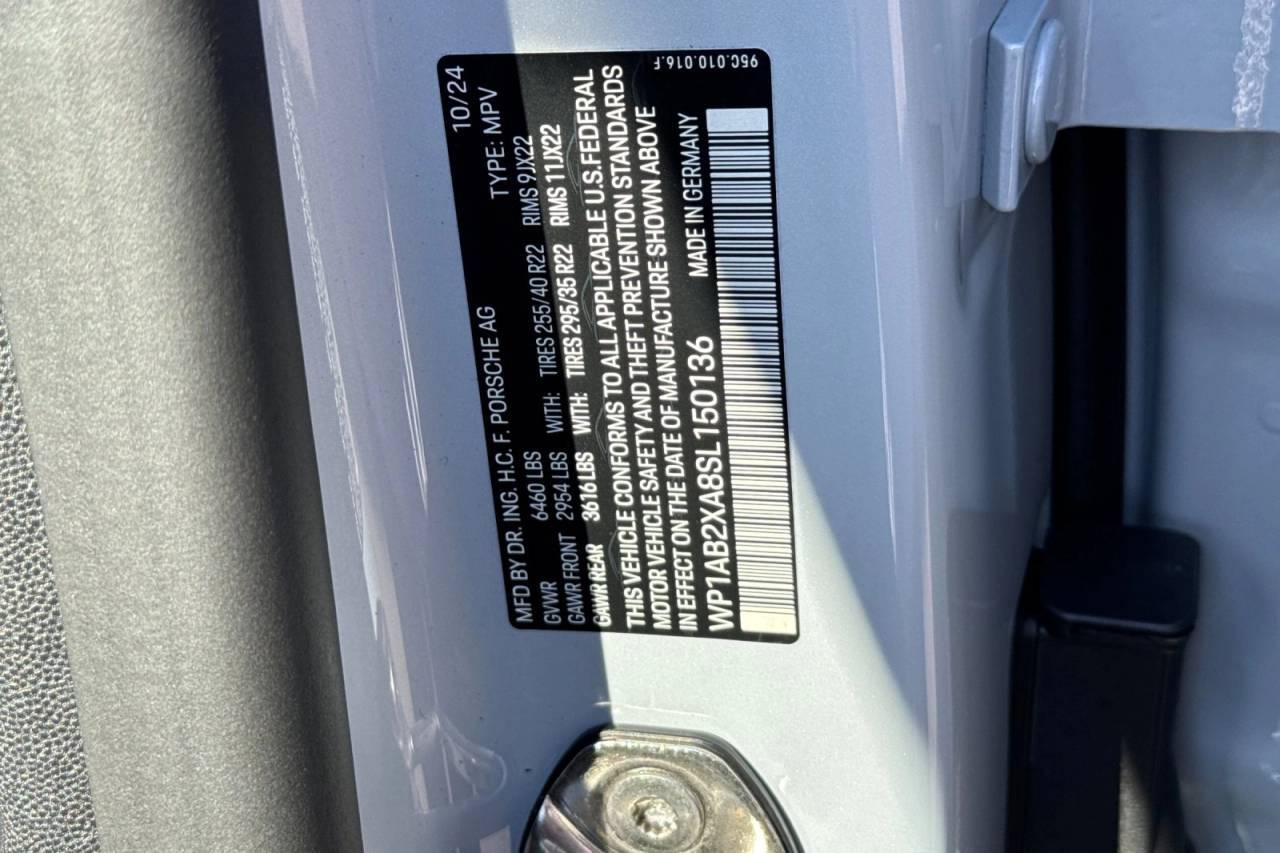 MFD BY DR. ING. H.C. F. PORSCHE AG 10/24
GVWR 6460 LBS TYPE: MPV
GAWR FRONT 2954 LBS WITH: TIRES 255/40 R22 RIMS 9JX22
GAWR REAR 3616 LBS WITH: TIRES 295/35 R22 RIMS 11JX22
THIS VEHICLE CONFORMS TO ALL APPLICABLE U.S. FEDERAL
MOTOR VEHICLE SAFETY AND THEFT PREVENTION STANDARDS
IN EFFECT ON THE DATE OF MANUFACTURE SHOWN ABOVE
WP1AB2XA8SL150136 MADE IN GERMANY
95C.010.016.F